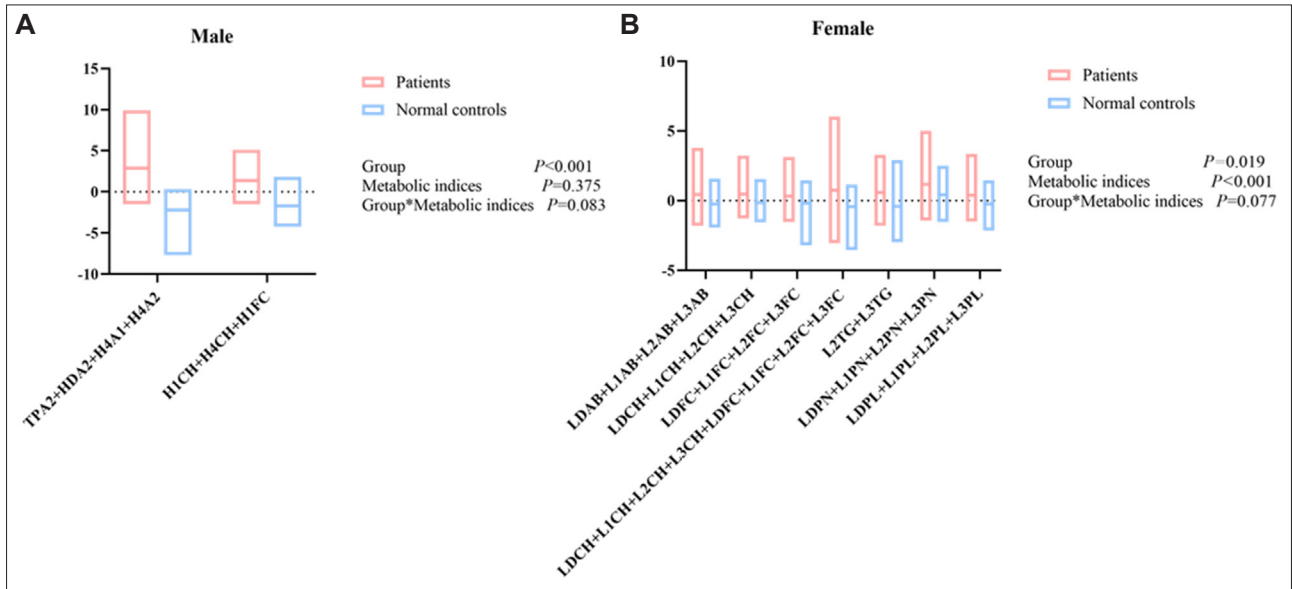 A
Male
15
10
5
0
-5
-10
Patients
Normal controls
Group P<0.001
Metabolic indices P=0.375
Group*Metabolic indices P=0.083
TPA2+HDA2+H4A1+H4A2
H1CH+H4CH+H1FC
B
Female
10
5
0
-5
Patients
Normal controls
Group P=0.019
Metabolic indices P<0.001
Group*Metabolic indices P=0.077
LDAB+L1AB+L2AB+L3AB
LDCH+L1CH+L2CH+L3CH
LDFC+L1FC+L2FC+L3FC
LDCH+L1CH+L2CH+L3CH+LDFC+L1FC+L2FC+L3FC
L2TG+L3TG
LDPN+L1PN+L2PN+L3PN
LDPL+L1PL+L2PL+L3PL